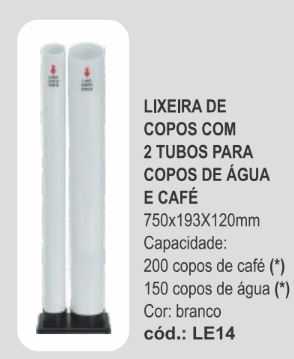 LIXEIRA DE
COPOS COM
2 TUBOS PARA
COPOS DE ÁGUA
E CAFÉ
750x193X120mm
Capacidade:
200 copos de café (*)
150 copos de água (*)
Cor: branco
cód.: LE14